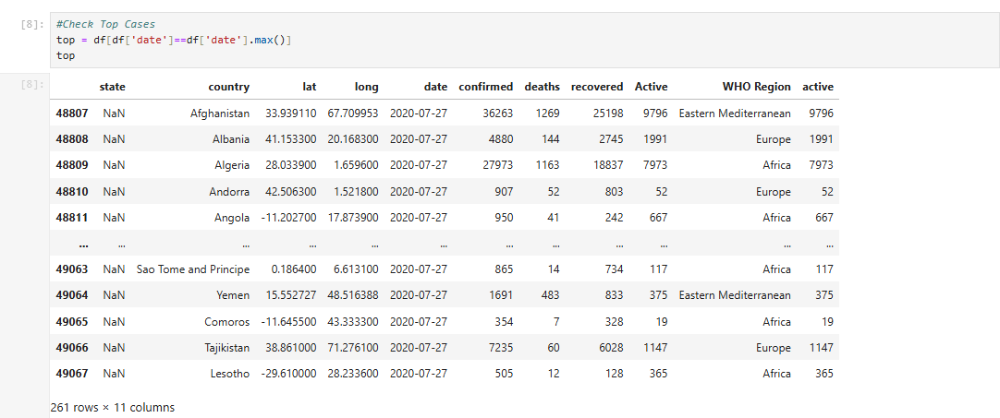 [8]: #Check Top Cases
top = df[df['date']==df['date'].max()]
top
[8]:
state country lat long date confirmed deaths recovered Active WHO Region active
48807 NaN Afghanistan 33.939110 67.709953 2020-07-27 36263 1269 25198 9796 Eastern Mediterranean 9796
48808 NaN Albania 41.153300 20.168300 2020-07-27 4880 144 2745 1991 Europe 1991
48809 NaN Algeria 28.033900 1.659600 2020-07-27 27973 1163 18837 7973 Africa 7973
48810 NaN Andorra 42.506300 1.521800 2020-07-27 907 52 803 52 Europe 52
48811 NaN Angola -11.202700 17.873900 2020-07-27 950 41 242 667 Africa 667
... ... ... ... ... ... ... ... ... ... ... ...
49063 NaN Sao Tome and Principe 0.186400 6.613100 2020-07-27 865 14 734 117 Africa 117
49064 NaN Yemen 15.552727 48.516388 2020-07-27 1691 483 833 375 Eastern Mediterranean 375
49065 NaN Comoros -11.645500 43.333300 2020-07-27 354 7 328 19 Africa 19
49066 NaN Tajikistan 38.861000 71.276100 2020-07-27 7235 60 6028 1147 Europe 1147
49067 NaN Lesotho -29.610000 28.233600 2020-07-27 505 12 128 365 Africa 365
261 rows × 11 columns